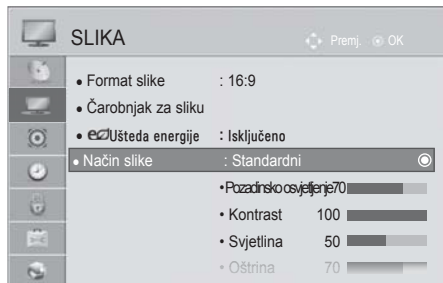 SLIKA
Premj. OK
• Format slike : 16:9
• Čarobnjak za sliku
• eco Ušteda energije : Isključeno
• Način slike : Standardni
• Pozadinsko osvjetljenje 70
• Kontrast 100
• Svjetlina 50
• Oštrina 70